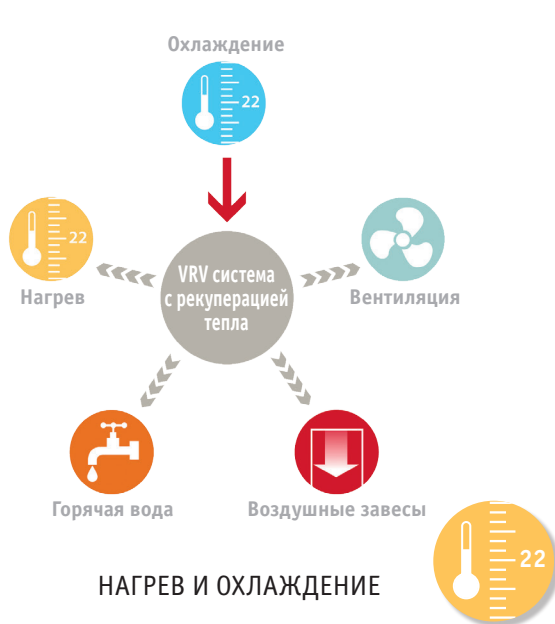 Охлаждение
22
22
Нагрев
VRV система
с рекуперацией
тепла
Вентиляция
Горячая вода
Воздушные завесы
НАГРЕВ И ОХЛАЖДЕНИЕ
22